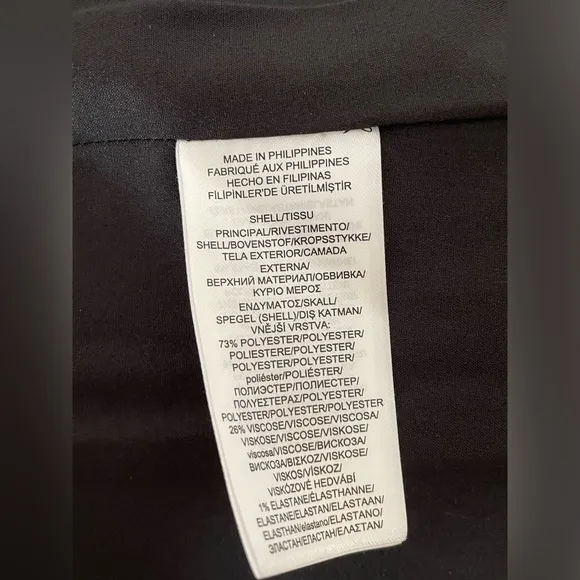 MADE IN PHILIPPINES
FABRIQUÉ AUX PHILIPPINES
HECHO EN FILIPINAS
FİLİPİNLER'DE ÜRETİLMİŞTİR
SHELL/TISSU
PRINCIPAL/RIVESTIMENTO/
SHELL/BOVENSTOF/KROPSSTYKKE/
TELA EXTERIOR/CAMADA
EXTERNA/
ВЕРХНИЙ МАТЕРИАЛ/ОБВИВКА/
ΚΥΡΙΟ ΜΕΡΟΣ
ΕΝΔΥΜΑΤΟΣ/SKALL/
SPEGEL (SHELL)/DIŞ KATMAN/
VNĚJŠÍ VRSTVA:
73% POLYESTER/POLYESTER/
POLIESTERE/POLYESTER/
POLYESTER/POLYESTER/
poliéster/POLIÉSTER/
ПОЛИЭСТЕР/ПОЛИЕСТЕР/
ΠΟΛΥΕΣΤΕΡΑΣ/POLYESTER/
POLYESTER/POLYESTER/POLYESTER
26% VISCOSE/VISCOSE/VISCOSA/
VISKOSE/VISCOSE/VISKOSE/
viscosa/VISCOSE/ВИСКОЗА/
ВИСКОЗА/ΒΙΣΚΟΖ/VISKOSE/
VISKOS/VİSKOZ/
VISKÓZOVÉ HEDVÁBÍ
1% ELASTANE/ÉLASTHANNE/
ELASTANE/ELASTAN/ELASTAAN/
ELASTHAN/elastano/ELASTANO/
ЭЛАСТАН/ЕЛАСТАН/ΕΛΑΣΤΑΝ/